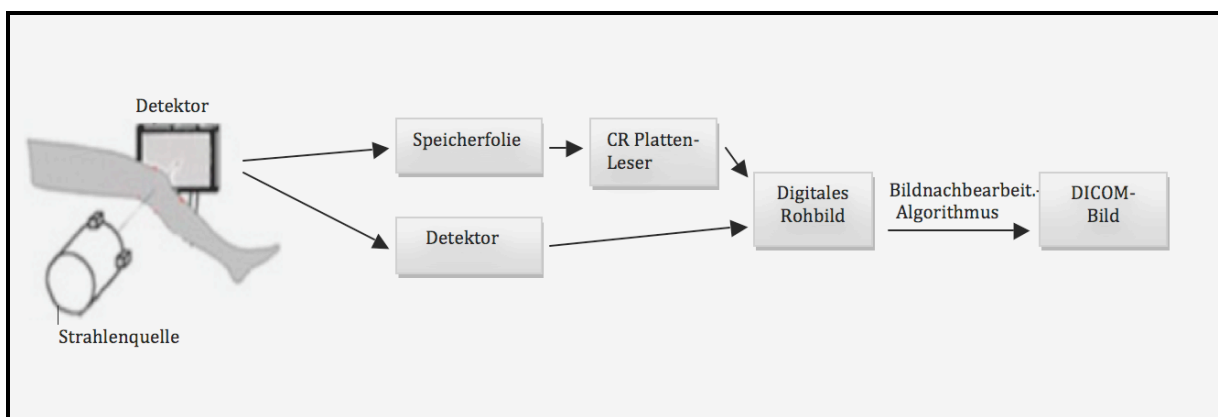 Detektor
Speicherfolie
CR Platten-
Leser
Digitales
Rohbild
Bildnachbearbeit.-
Algorithmus
DICOM-
Bild
Detektor
Strahlenquelle